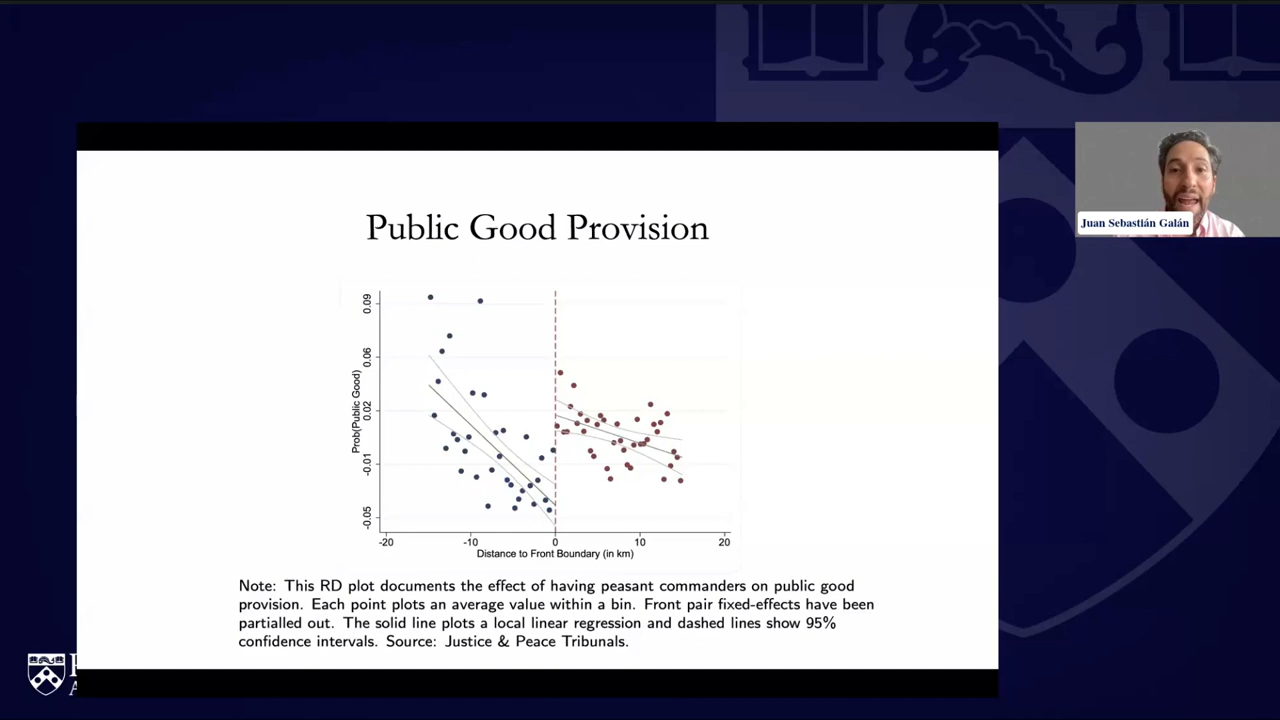 Public Good Provision
Juan Sebastián Galán
Prob(Public Good)
0.09
0.06
0.02
-0.01
-0.05
-20
-10
0
10
20
Distance to Front Boundary (in km)
Note: This RD plot documents the effect of having peasant commanders on public good
provision. Each point plots an average value within a bin. Front pair fixed-effects have been
partialled out. The solid line plots a local linear regression and dashed lines show 95%
confidence intervals. Source: Justice & Peace Tribunals.